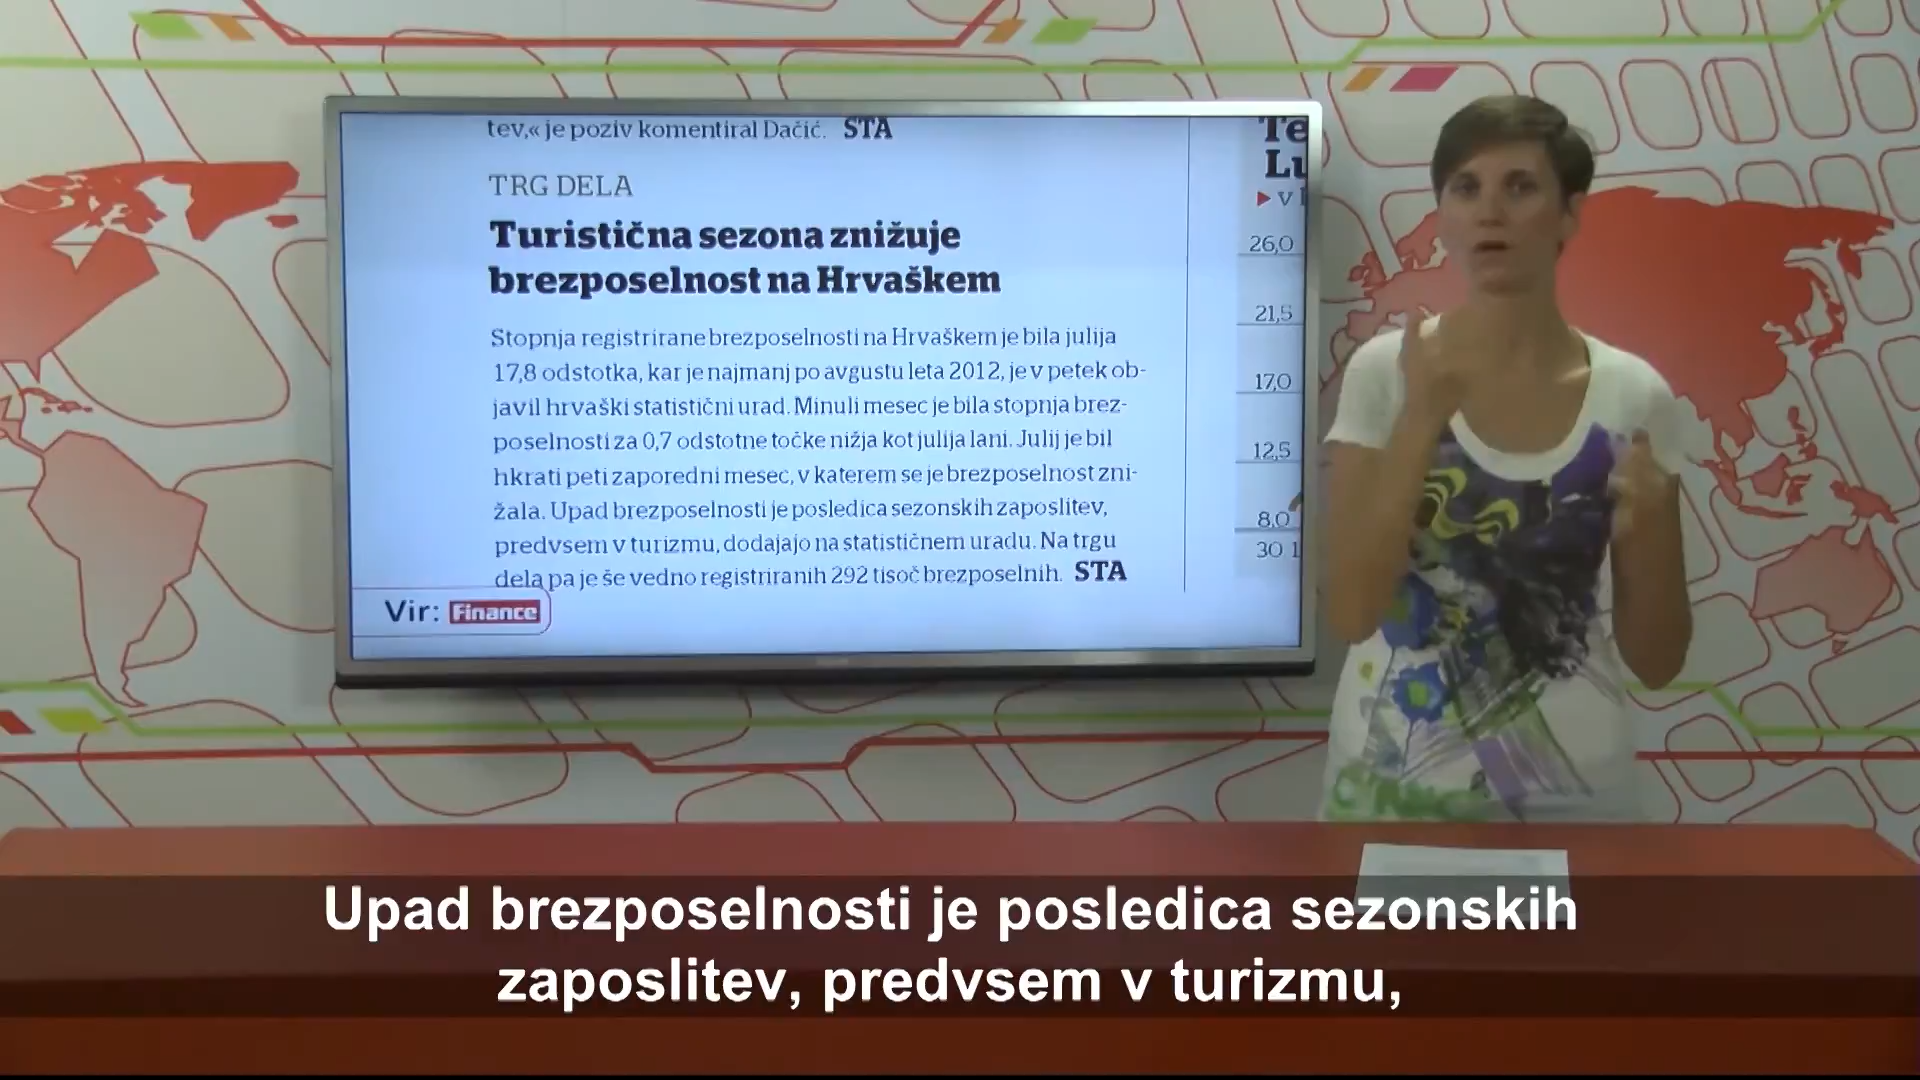 tev,« je poziv komentiral Dačić. STA
TRG DELA
Turistična sezona znižuje
brezposelnost na Hrvaškem
Stopnja registrirane brezposelnosti na Hrvaškem je bila julija
17,8 odstotka, kar je najmanj po avgustu leta 2012, je v petek ob-
javil hrvaški statistični urad. Minuli mesec je bila stopnja brez-
poselnosti za 0,7 odstotne točke nižja kot julija lani. Julij je bil
hkrati peti zaporedni mesec, v katerem se je brezposelnost zni-
žala. Upad brezposelnosti je posledica sezonskih zaposlitev,
predvsem v turizmu, dodajajo na statističnem uradu. Na trgu
dela pa je še vedno registriranih 292 tisoč brezposelnih. STA
Vir: Finance
Te
Lu
v
26,0
21,5
17,0
12,5
8,0
30 1
Upad brezposelnosti je posledica sezonskih
zaposlitev, predvsem v turizmu,